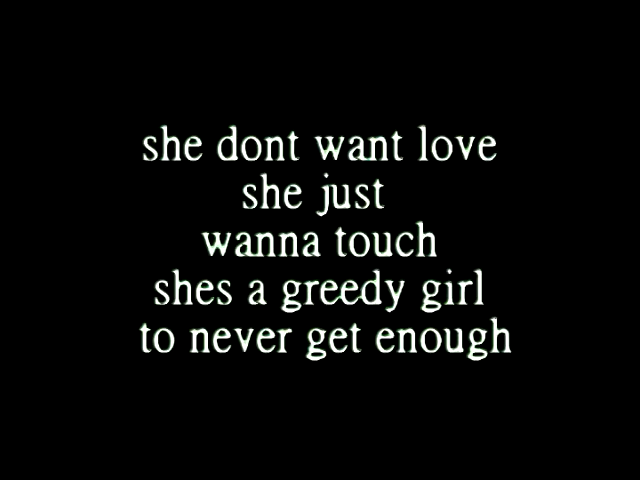 she dont want love
she just
wanna touch
shes a greedy girl
to never get enough